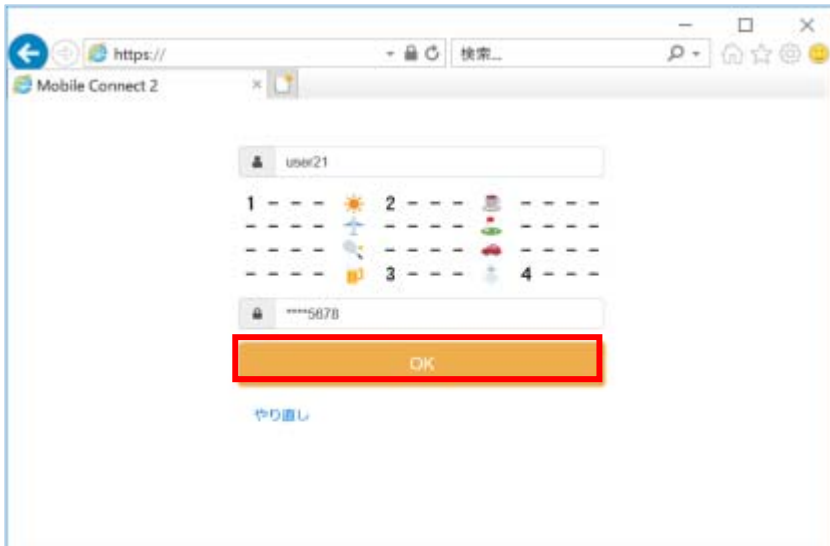 https://
検索...
Mobile Connect 2
user21
1 - - - 2 - - - - - - -
- - - - - - - - - - - -
- - - - - - - - - - - -
- - - - 3 - - - 4 - - -
****5678
OK
やり直し